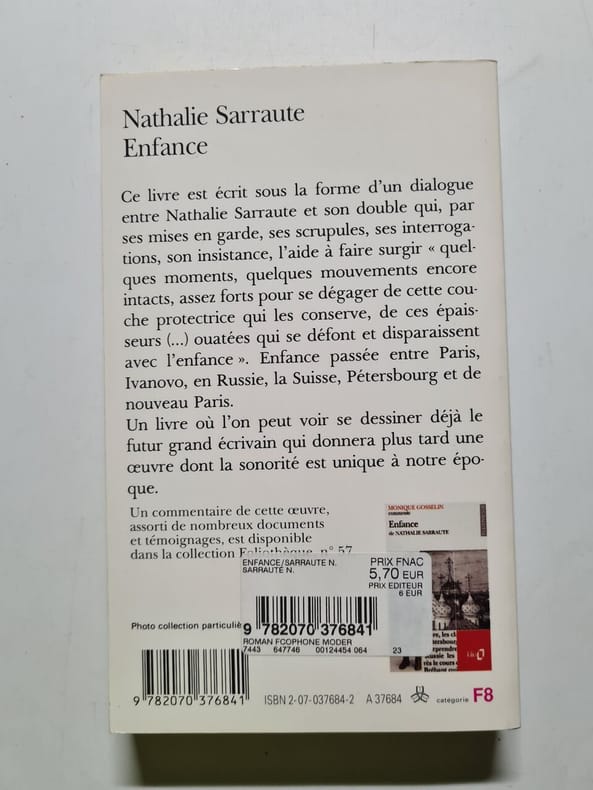 Nathalie Sarraute
Enfance
Ce livre est écrit sous la forme d'un dialogue
entre Nathalie Sarraute et son double qui, par
ses mises en garde, ses scrupules, ses interroga-
tions, son insistance, l'aide à faire surgir « quel-
ques moments, quelques mouvements encore
intacts, assez forts pour se dégager de cette cou-
che protectrice qui les conserve, de ces épais-
seurs (...) ouatées qui se défont et disparaissent
avec l'enfance ». Enfance passée entre Paris,
Ivanovo, en Russie, la Suisse, Pétersbourg et de
nouveau Paris.
Un livre où l'on peut voir se dessiner déjà le
futur grand écrivain qui donnera plus tard une
œuvre dont la sonorité est unique à notre épo-
que.
Un commentaire de cette œuvre,
assorti de nombreux documents
et témoignages, est disponible
dans la collection Foliothèque, n° 57
MONIQUE GOSSELIN
commente
Enfance
de NATHALIE SARRAUTE
ENFANCE/SARRAUTE N.
SARRAUTE N.
PRIX FNAC
5,70 EUR
PRIX EDITEUR
6 EUR
9 782070 376841
ROMAN FCOPHONE MODER
7443 647746 00124454 064 23
Photo collection particuliè
9 782070 376841
ISBN 2-07-037684-2 A 37684 catégorie F8